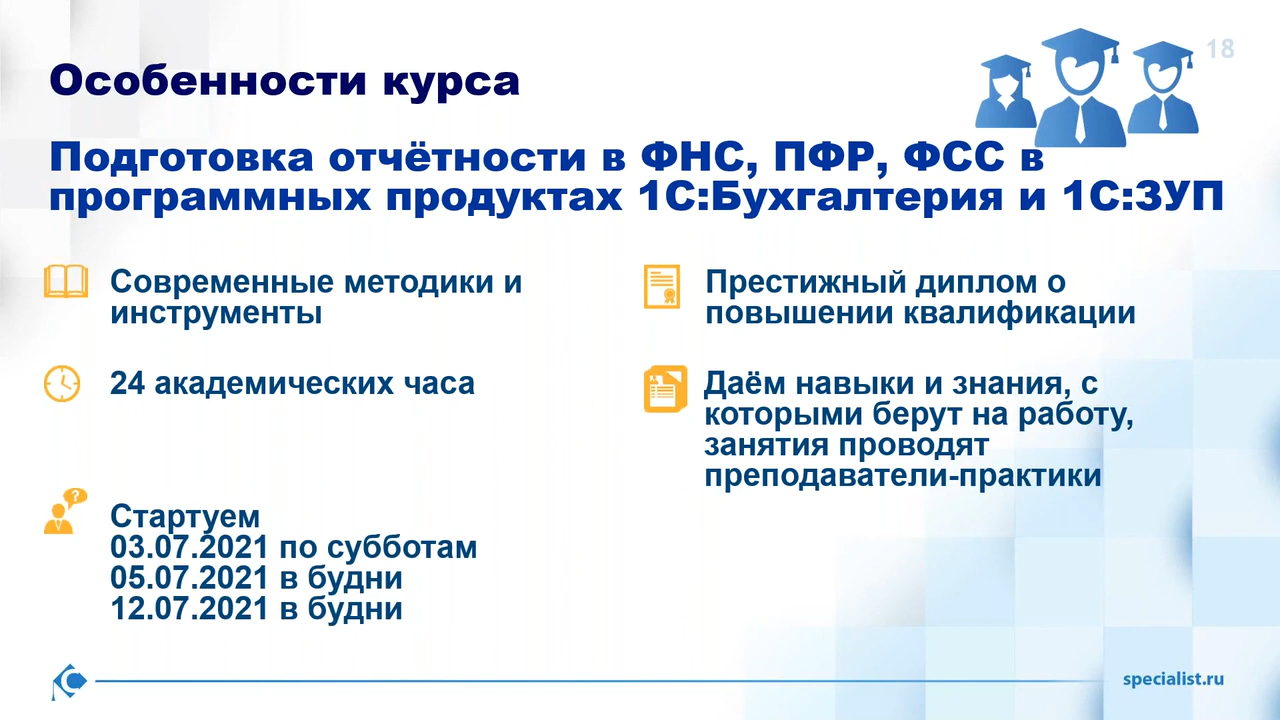 18
Особенности курса
Подготовка отчётности в ФНС, ПФР, ФСС в
программных продуктах 1С:Бухгалтерия и 1С:ЗУП
Современные методики и
инструменты
24 академических часа
Стартуем
03.07.2021 по субботам
05.07.2021 в будни
12.07.2021 в будни
Престижный диплом о
повышении квалификации
Даём навыки и знания, с
которыми берут на работу,
занятия проводят
преподаватели-практики
specialist.ru